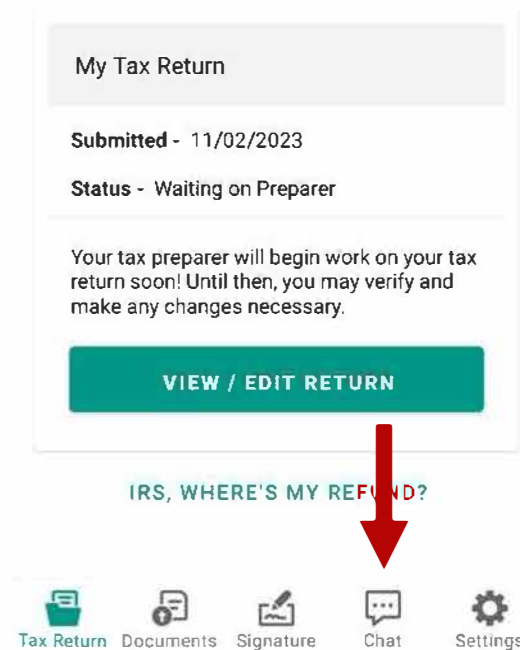 My Tax Return
Submitted - 11/02/2023
Status - Waiting on Preparer
Your tax preparer will begin work on your tax
return soon! Until then, you may verify and
make any changes necessary.
VIEW / EDIT RETURN
IRS, WHERE'S MY REFUND?
Tax Return Documents Signature Chat Settings